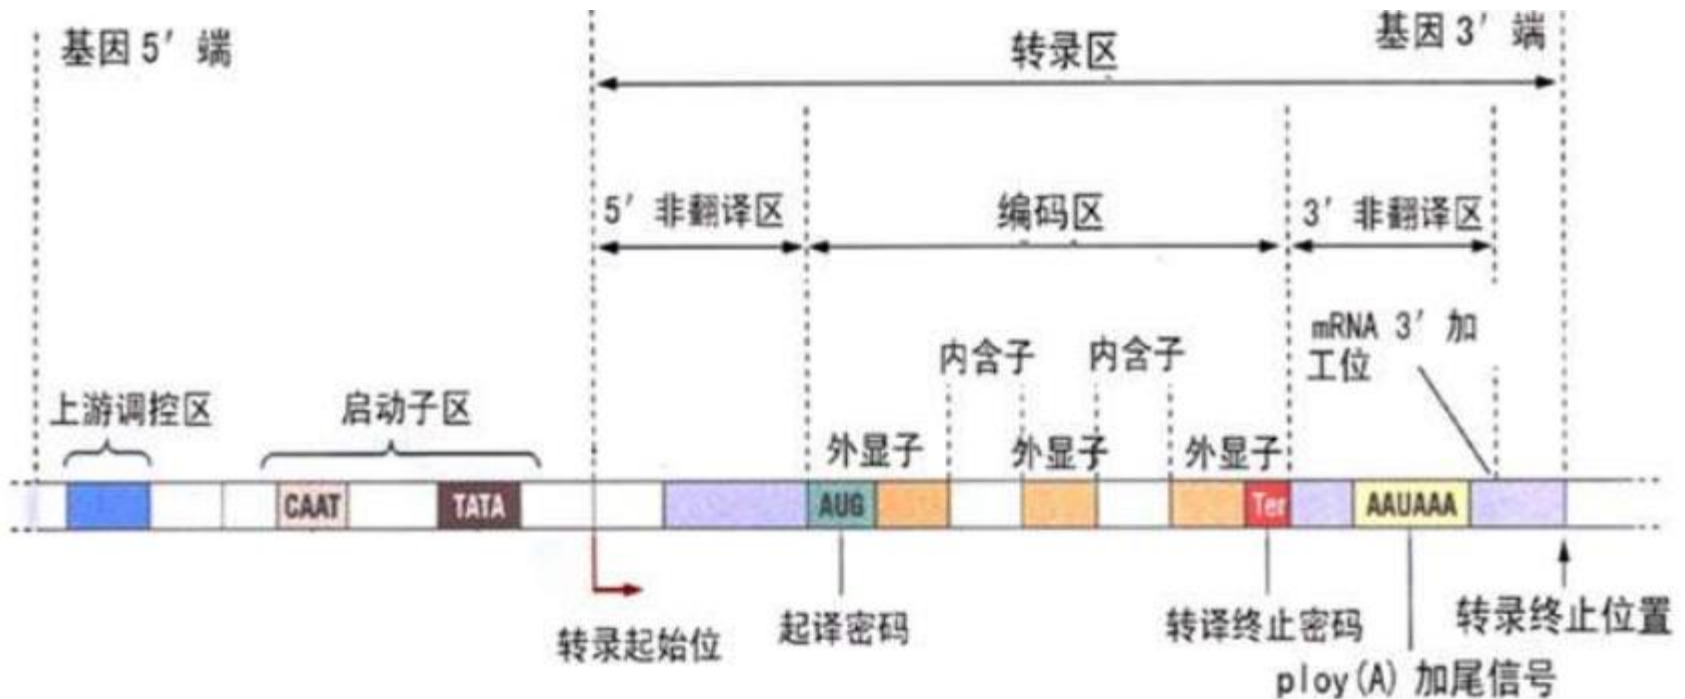 基因5′端
基因3′端
转录区
5′非翻译区
编码区
3′非翻译区
mRNA 3′加
工位
内含子
内含子
上游调控区
启动子区
外显子
外显子
外显子
CAAT
TATA
AUG
Ter
AAUAAA
转录起始位
起译密码
转译终止密码
转录终止位置
ploy(A)加尾信号